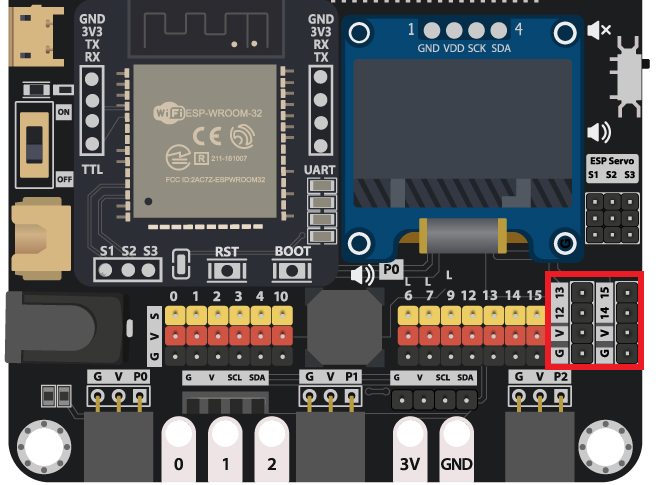 GND
3V3
TX
RX
TTL
ON
OFF
WiFi ESP-WROOM-32
CE
R 211-161007
FCC ID:2AC7Z-ESPWROOM32
GND
3V3
RX
TX
UART
1 4
GND VDD SCK SDA
ESP Servo
S1 S2 S3
S1 S2 S3
RST
BOOT
P0
L L L
0 1 2 3 4 10
S
V
G
6 7 9 12 13 14 15
13 15
12 14
V V
G G
G V P0
G V SCL SDA
G V P1
G V SCL SDA
G V P2
0 1 2 3V GND